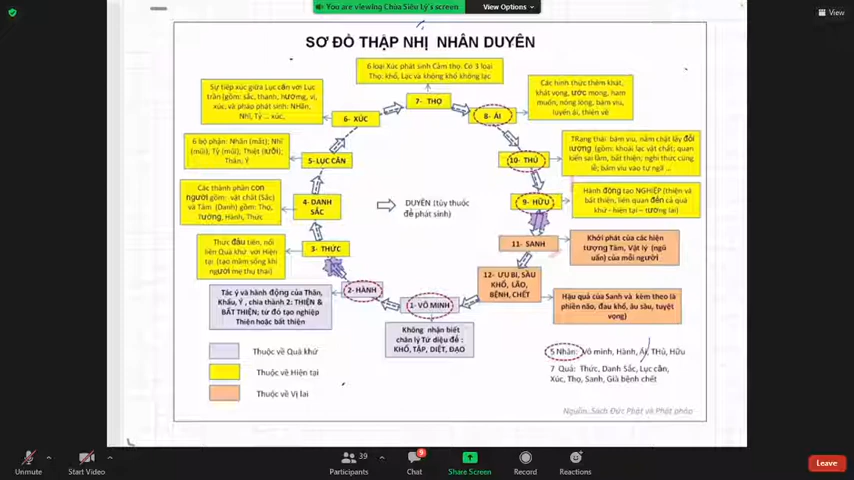 You are viewing Chùa Siêu Lý's screen
View Options
View
SƠ ĐỒ THẬP NHỊ NHÂN DUYÊN
6 loại Xúc phát sinh Cảm thọ. Có 3 loại
Thọ: khổ, Lạc và không khổ không lạc
Sự tiếp xúc giữa Lục căn với Lục
trần (gồm: sắc, thanh, hương, vị,
xúc, và pháp phát sinh: NHãn,
Nhĩ, Tỷ ... xúc,
Các hình thức thèm khát,
khát vọng, ước mong, ham
muốn, nóng lòng, bám víu,
luyến ái, thiên về
7- THỌ
6- XÚC
8- ÁI
6 bộ phận: Nhãn (mắt); Nhĩ
(mũi), Tỷ (mũi); Thiệt (lưỡi);
Thân, Ý
5- LỤC CĂN
10- THỦ
TRạng thái bám víu, nắm chặt lấy đối
tượng (gồm: khoái lạc vật chất; quan
kiến sai lầm, bất thiện; nghi thức cúng
lễ; bám víu vào tự ngã ...
Các thành phần con
người gồm: vật chất (Sắc)
và Tâm (Danh) gồm: Thọ,
Tưởng, Hành, Thức
4- DANH
SẮC
DUYÊN (tùy thuộc
để phát sinh)
9- HỮU
Hành động tạo NGHIỆP (thiện và
bất thiện, liên quan đến cả quá
khứ - hiện tại – tương lai)
Thức đầu tiên, nối
liền Quá khứ với Hiện
tại (tạo mầm sống khi
người mẹ thụ thai)
3- THỨC
11- SANH
Khởi phát của các hiện
tượng Tâm, Vật lý (ngũ
uẩn) của mỗi người
Tác ý và hành động của Thân,
Khẩu, Ý , chia thành 2: THIỆN &
BẤT THIỆN; từ đó tạo nghiệp
Thiện hoặc bất thiện
2- HÀNH
1- VÔ MINH
12- ƯU BI, SẦU
KHỔ, LÃO,
BỆNH, CHẾT
Hậu quả của Sanh và kèm theo là
phiền não, đau khổ, âu sầu, tuyệt
vọng)
Không nhận biết
chân lý Tứ diệu đế :
KHỔ, TẬP, DIỆT, ĐẠO
Thuộc về Quá khứ
Thuộc về Hiện tại
Thuộc về Vị lai
5 Nhân: Vô minh, Hành, Ái, THủ, Hữu
7 Quả: Thức, Danh Sắc, Lục căn,
Xúc, Thọ, Sanh, Già bệnh chết
Nguồn: Sách Đức Phật và Phật pháp
39
9
Unmute
Start Video
Participants
Chat
Share Screen
Record
Reactions
Leave